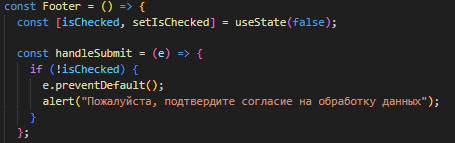 const Footer = () => {
const [isChecked, setIsChecked] = useState(false);
const handleSubmit = (e) => {
if (!isChecked) {
e.preventDefault();
alert("Пожалуйста, подтвердите согласие на обработку данных");
}
};